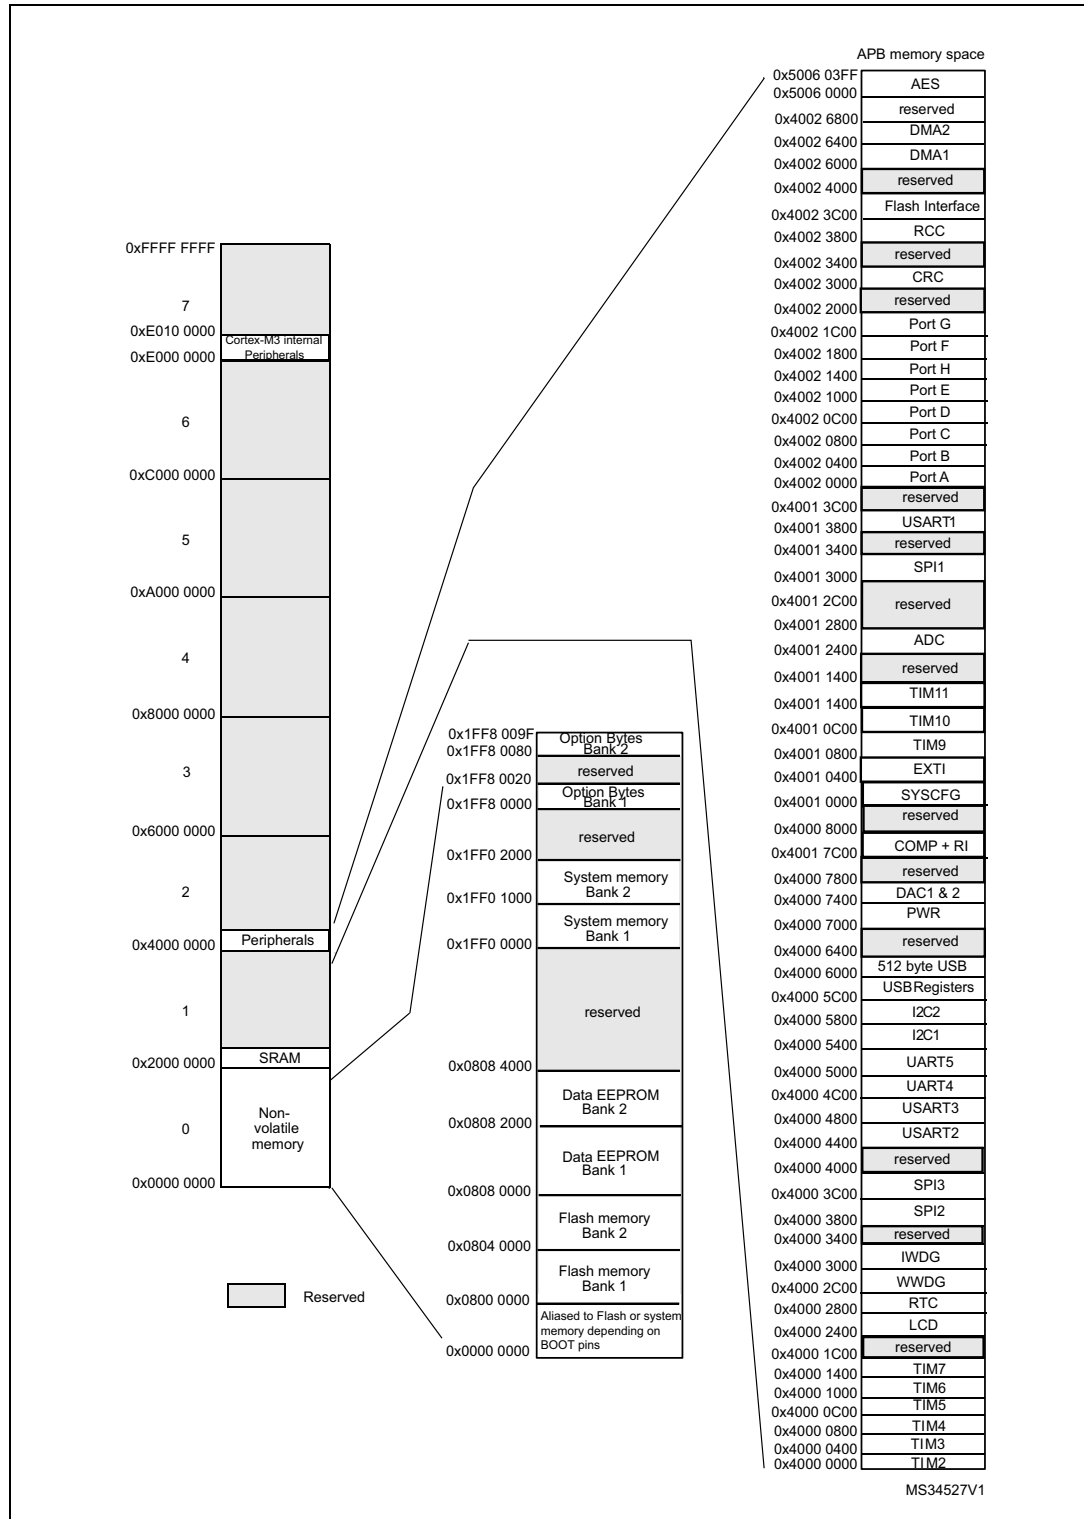 0xFFFF FFFF
7
0xE010 0000
Cortex-M3 internal
Peripherals
0xE000 0000
6
0xC000 0000
5
0xA000 0000
4
0x8000 0000
3
0x6000 0000
2
0x4000 0000
Peripherals
1
0x2000 0000
SRAM
Non-
volatile
memory
0
0x0000 0000
Reserved
0x1FF8 009F
Option Bytes
Bank 2
0x1FF8 0080
reserved
0x1FF8 0020
Option Bytes
Bank 1
0x1FF8 0000
reserved
0x1FF0 2000
System memory
Bank 2
0x1FF0 1000
System memory
Bank 1
0x1FF0 0000
reserved
0x0808 4000
Data EEPROM
Bank 2
0x0808 2000
Data EEPROM
Bank 1
0x0808 0000
Flash memory
Bank 2
0x0804 0000
Flash memory
Bank 1
0x0800 0000
Aliased to Flash or system
memory depending on
BOOT pins
0x0000 0000
APB memory space
0x5006 03FF
AES
0x5006 0000
reserved
0x4002 6800
DMA2
0x4002 6400
DMA1
0x4002 6000
reserved
0x4002 4000
Flash Interface
0x4002 3C00
RCC
0x4002 3800
reserved
0x4002 3400
CRC
0x4002 3000
reserved
0x4002 2000
Port G
0x4002 1C00
Port F
0x4002 1800
Port H
0x4002 1400
Port E
0x4002 1000
Port D
0x4002 0C00
Port C
0x4002 0800
Port B
0x4002 0400
Port A
0x4002 0000
reserved
0x4001 3C00
USART1
0x4001 3800
reserved
0x4001 3400
SPI1
0x4001 3000
0x4001 2C00
reserved
0x4001 2800
ADC
0x4001 2400
reserved
0x4001 1400
TIM11
0x4001 1400
TIM10
0x4001 0C00
TIM9
0x4001 0800
EXTI
0x4001 0400
SYSCFG
0x4001 0000
reserved
0x4000 8000
COMP + RI
0x4001 7C00
reserved
0x4000 7800
DAC1 & 2
0x4000 7400
PWR
0x4000 7000
reserved
0x4000 6400
512 byte USB
0x4000 6000
USB Registers
0x4000 5C00
I2C2
0x4000 5800
I2C1
0x4000 5400
UART5
0x4000 5000
UART4
0x4000 4C00
USART3
0x4000 4800
USART2
0x4000 4400
reserved
0x4000 4000
SPI3
0x4000 3C00
SPI2
0x4000 3800
reserved
0x4000 3400
IWDG
0x4000 3000
WWDG
0x4000 2C00
RTC
0x4000 2800
LCD
0x4000 2400
reserved
0x4000 1C00
TIM7
0x4000 1400
TIM6
0x4000 1000
TIM5
0x4000 0C00
TIM4
0x4000 0800
TIM3
0x4000 0400
TIM2
0x4000 0000
MS34527V1